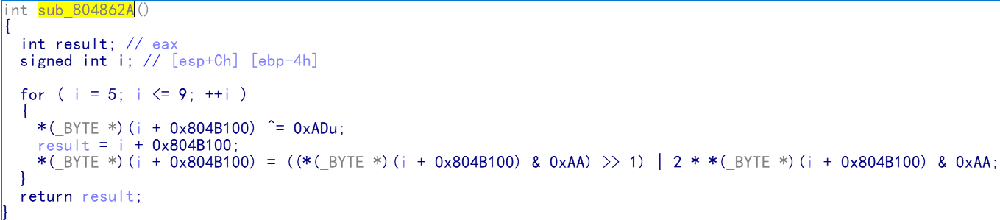 int sub_804862A()
{
int result; // eax
signed int i; // [esp+Ch] [ebp-4h]
for ( i = 5; i <= 9; ++i )
{
*(_BYTE *)(i + 0x804B100) ^= 0xADu;
result = i + 0x804B100;
*(_BYTE *)(i + 0x804B100) = ((*(_BYTE *)(i + 0x804B100) & 0xAA) >> 1) | 2 * *(_BYTE *)(i + 0x804B100) & 0xAA;
}
return result;
}